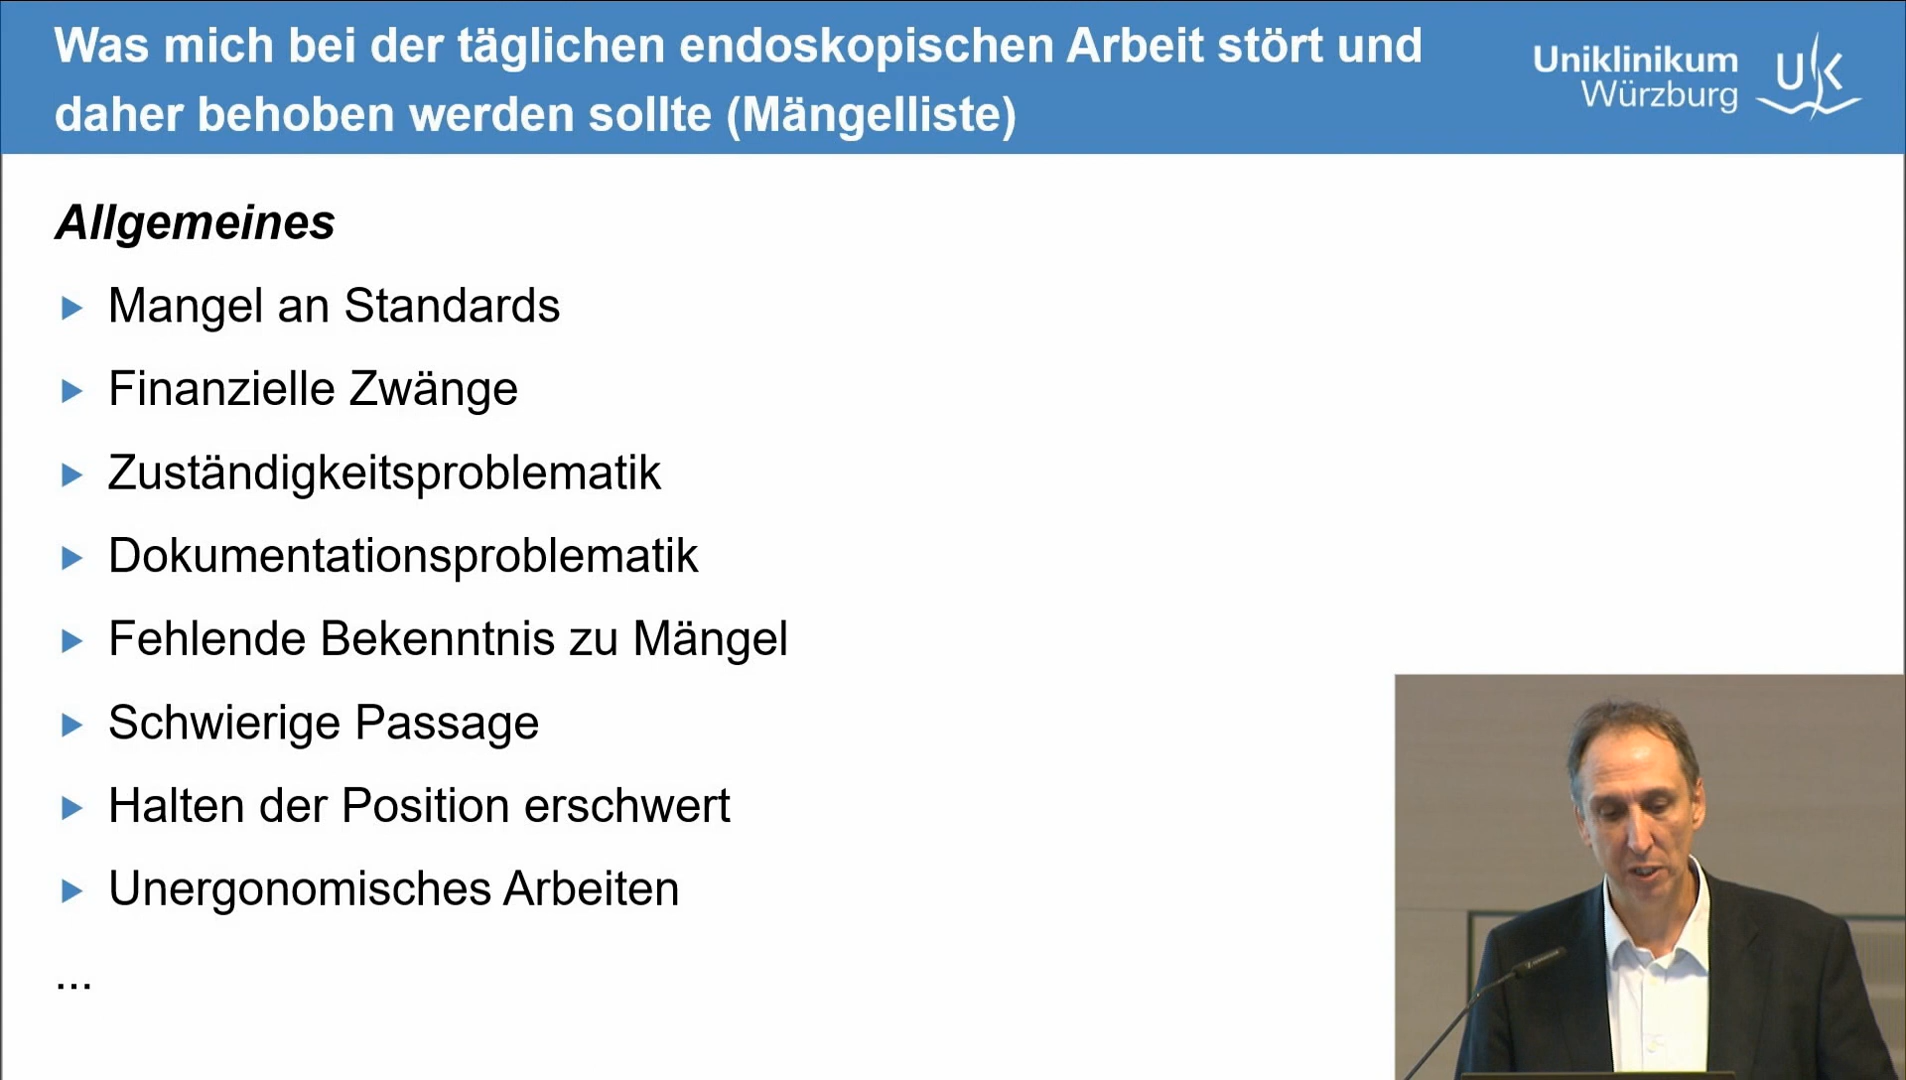 Was mich bei der täglichen endoskopischen Arbeit stört und
daher behoben werden sollte (Mängelliste)
Uniklinikum
Würzburg
UK
Allgemeines
Mangel an Standards
Finanzielle Zwänge
Zuständigkeitsproblematik
Dokumentationsproblematik
Fehlende Bekenntnis zu Mängel
Schwierige Passage
Halten der Position erschwert
Unergonomisches Arbeiten
...